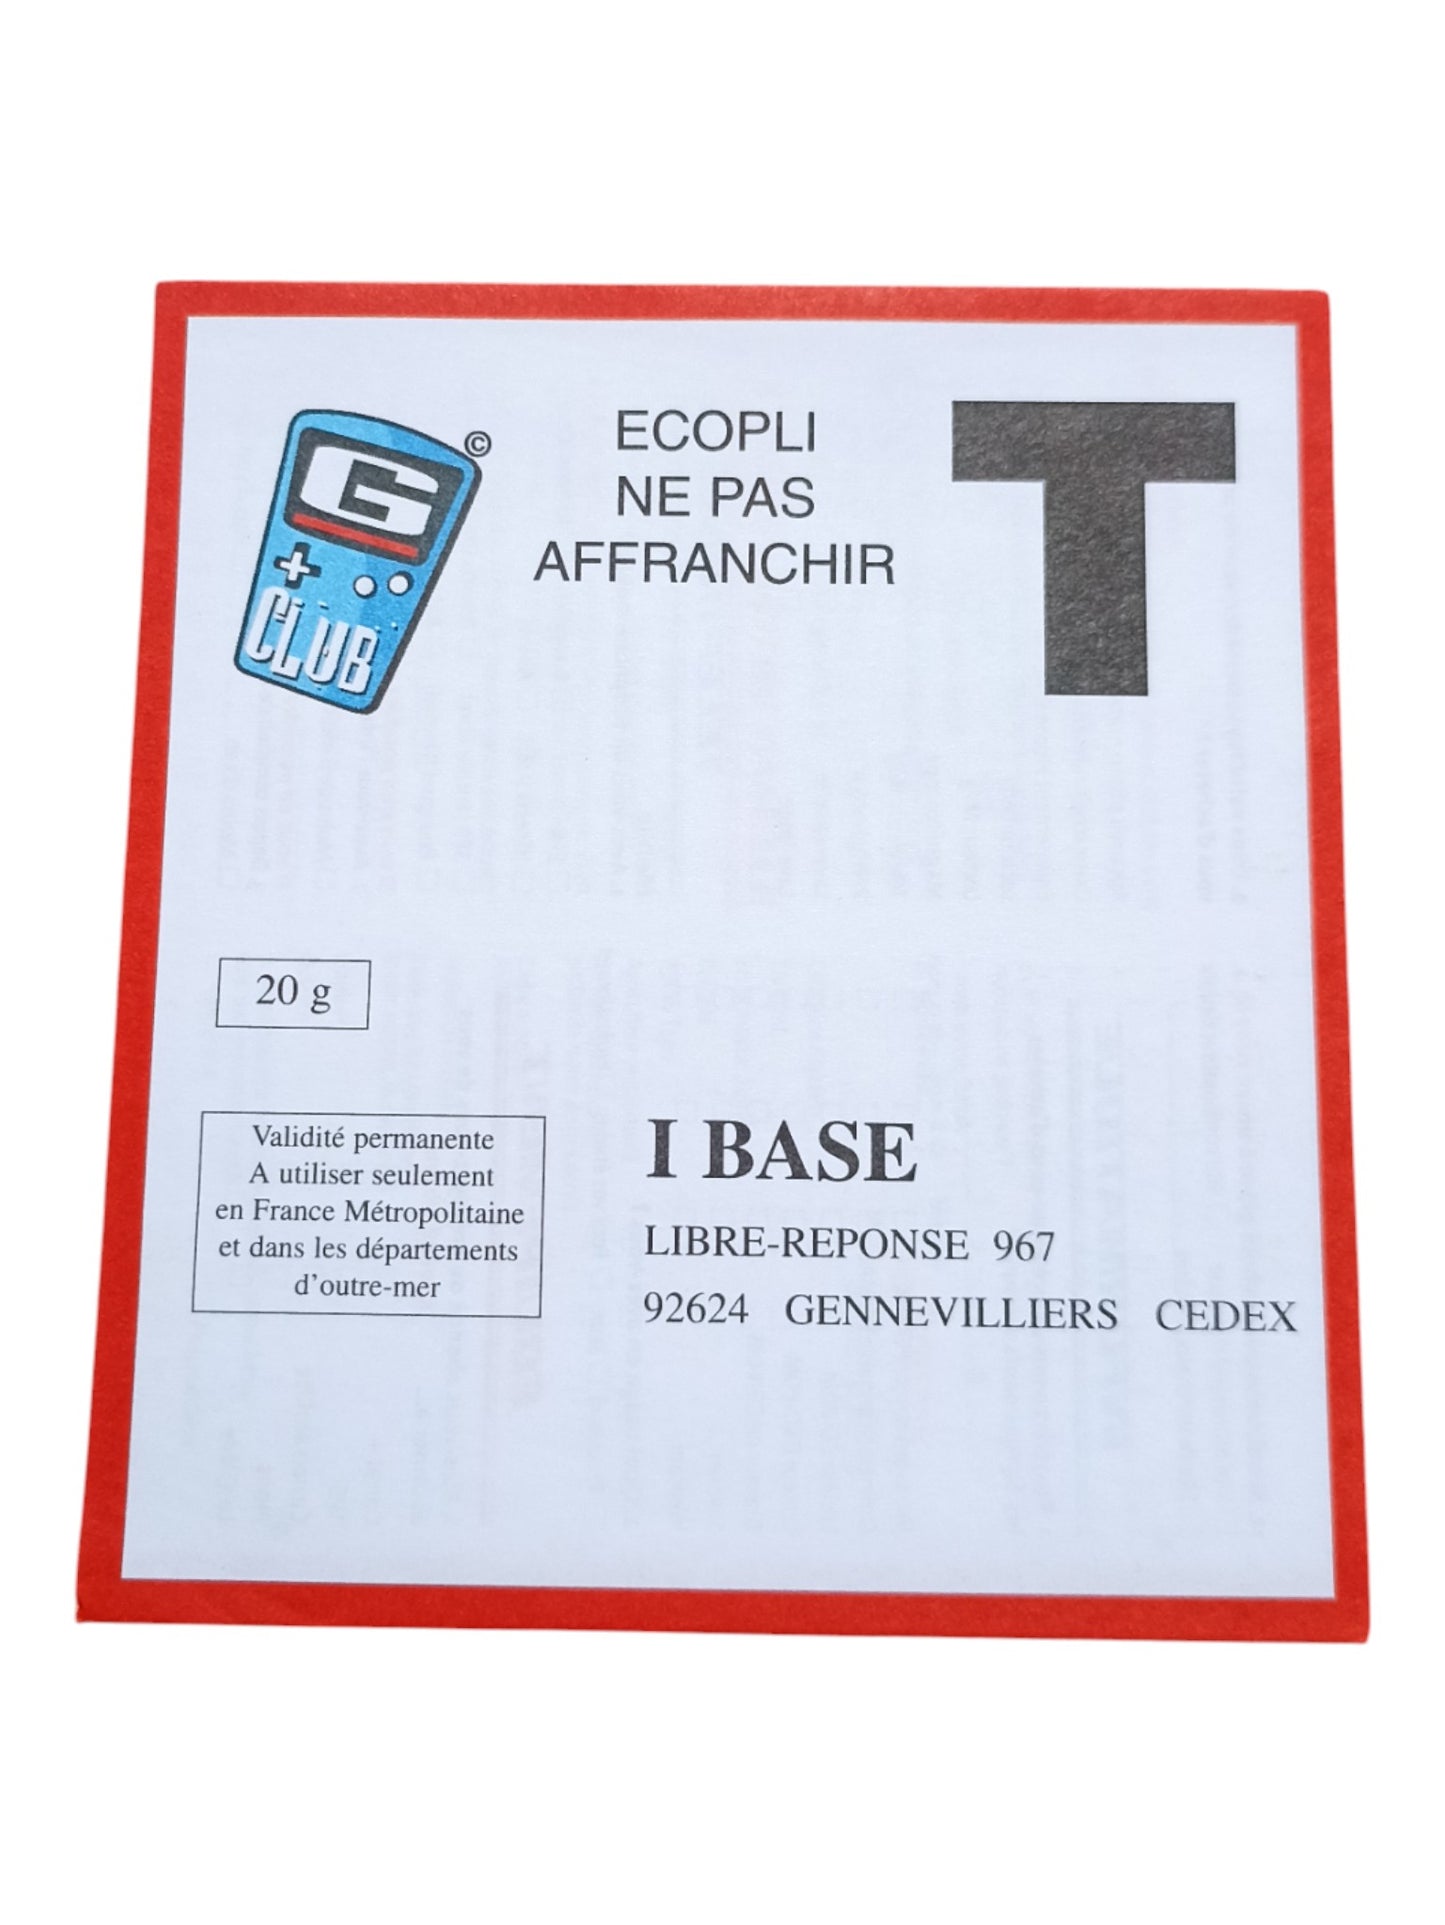 G
CLUB
©
ECOPLI
NE PAS
AFFRANCHIR
T
20 g
Validité permanente
A utiliser seulement
en France Métropolitaine
et dans les départements
d’outre-mer
I BASE
LIBRE-REPONSE 967
92624 GENNEVILLIERS CEDEX